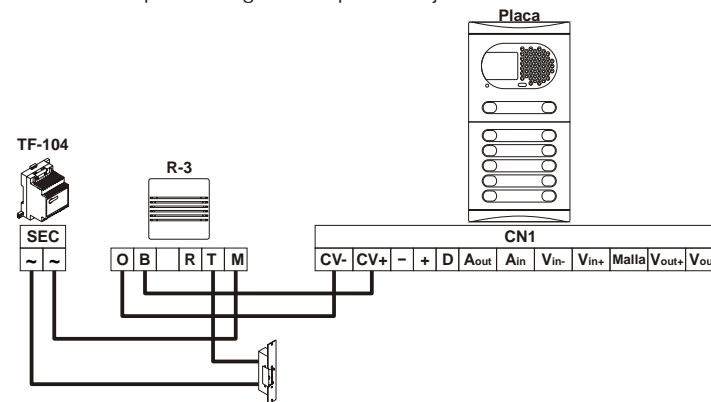 Placa
TF-104
R-3
SEC
CN1
~ ~
O B R T M
CV- CV+ − + D Aout Ain Vin- Vin+ Malla Vout+